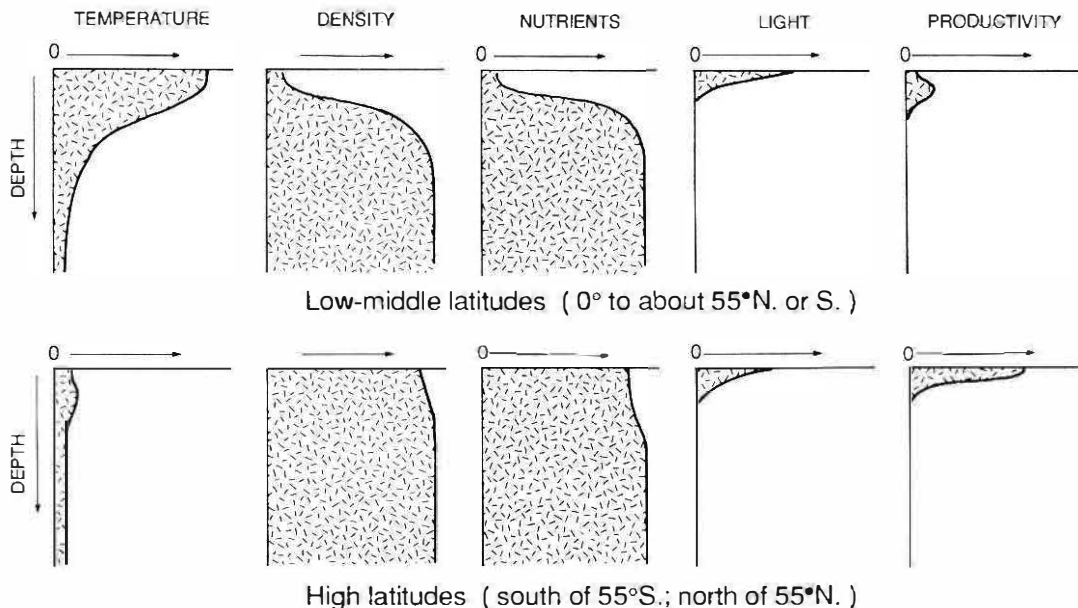 TEMPERATURE DENSITY NUTRIENTS LIGHT PRODUCTIVITY
0 0 0 0
DEPTH
Low-middle latitudes ( 0° to about 55°N. or S. )
0 0 0 0
DEPTH
High latitudes ( south of 55°S.; north of 55°N. )